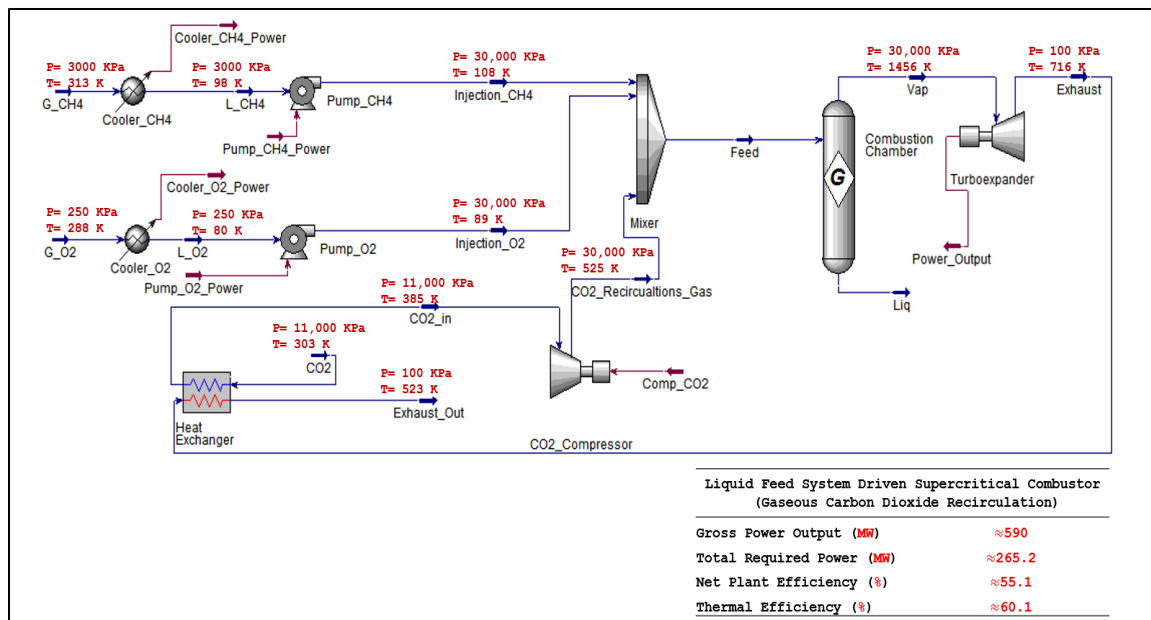 Cooler_CH4_Power
P= 3000 KPa
T= 313 K
G_CH4
Cooler_CH4
P= 3000 KPa
T= 98 K
L_CH4
Pump_CH4
Pump_CH4_Power
P= 30,000 KPa
T= 108 K
Injection_CH4
Cooler_O2_Power
P= 250 KPa
T= 288 K
G_O2
Cooler_O2
P= 250 KPa
T= 80 K
L_O2
Pump_O2
Pump_O2_Power
P= 30,000 KPa
T= 89 K
Injection_O2
Mixer
Feed
P= 30,000 KPa
T= 1456 K
Vap
G
Combustion
Chamber
Liq
P= 100 KPa
T= 716 K
Exhaust
Turboexpander
Power_Output
P= 30,000 KPa
T= 525 K
CO2_Recircualtions_Gas
P= 11,000 KPa
T= 385 K
CO2_in
P= 11,000 KPa
T= 303 K
CO2
P= 100 KPa
T= 523 K
Exhaust_Out
Heat
Exchanger
Comp_CO2
CO2_Compressor
Liquid Feed System Driven Supercritical Combustor
(Gaseous Carbon Dioxide Recirculation)
Gross Power Output (MW) ≈590
Total Required Power (MW) ≈265.2
Net Plant Efficiency (%) ≈55.1
Thermal Efficiency (%) ≈60.1